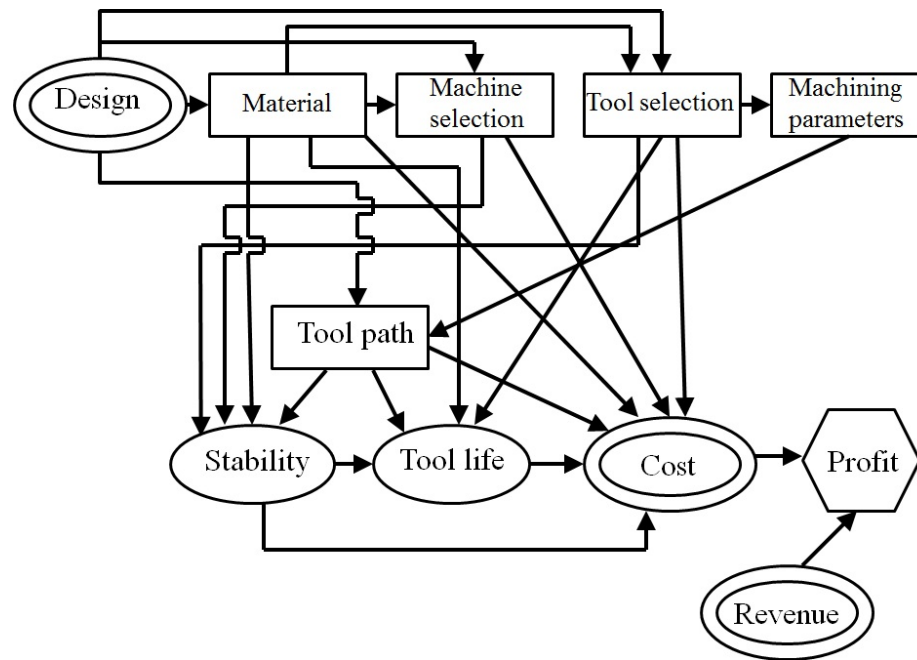 Design
Material
Machine
selection
Tool selection
Machining
parameters
Tool path
Stability
Tool life
Cost
Profit
Revenue